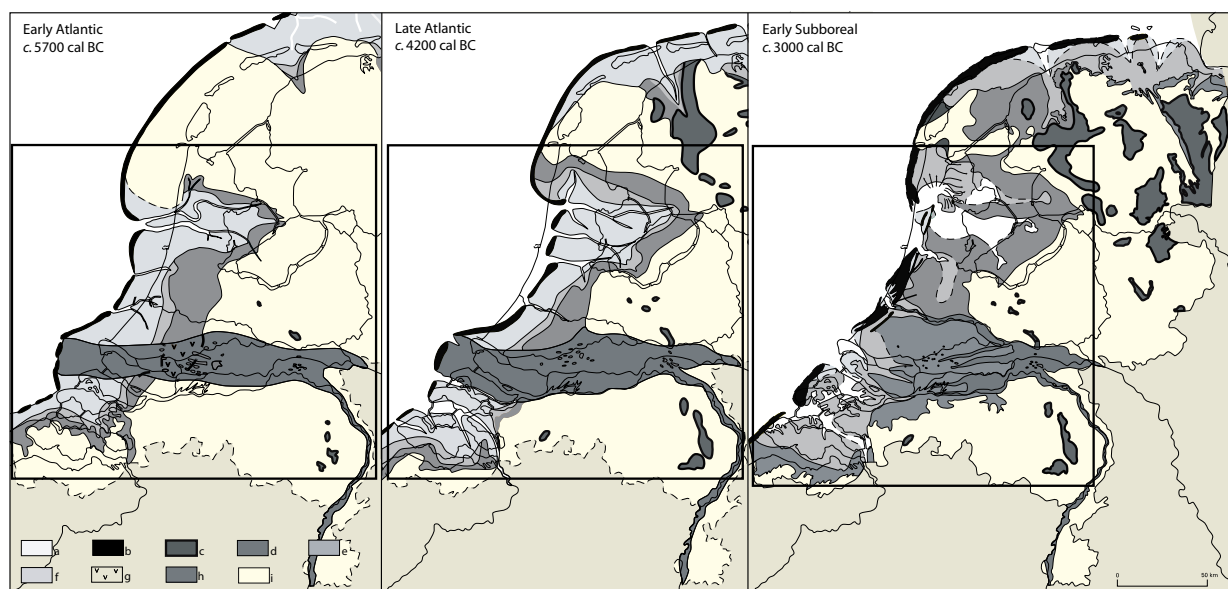 Early Atlantic
c. 5700 cal BC
Late Atlantic
c. 4200 cal BC
Early Subboreal
c. 3000 cal BC
a b c d e
f g h i
0 50 km